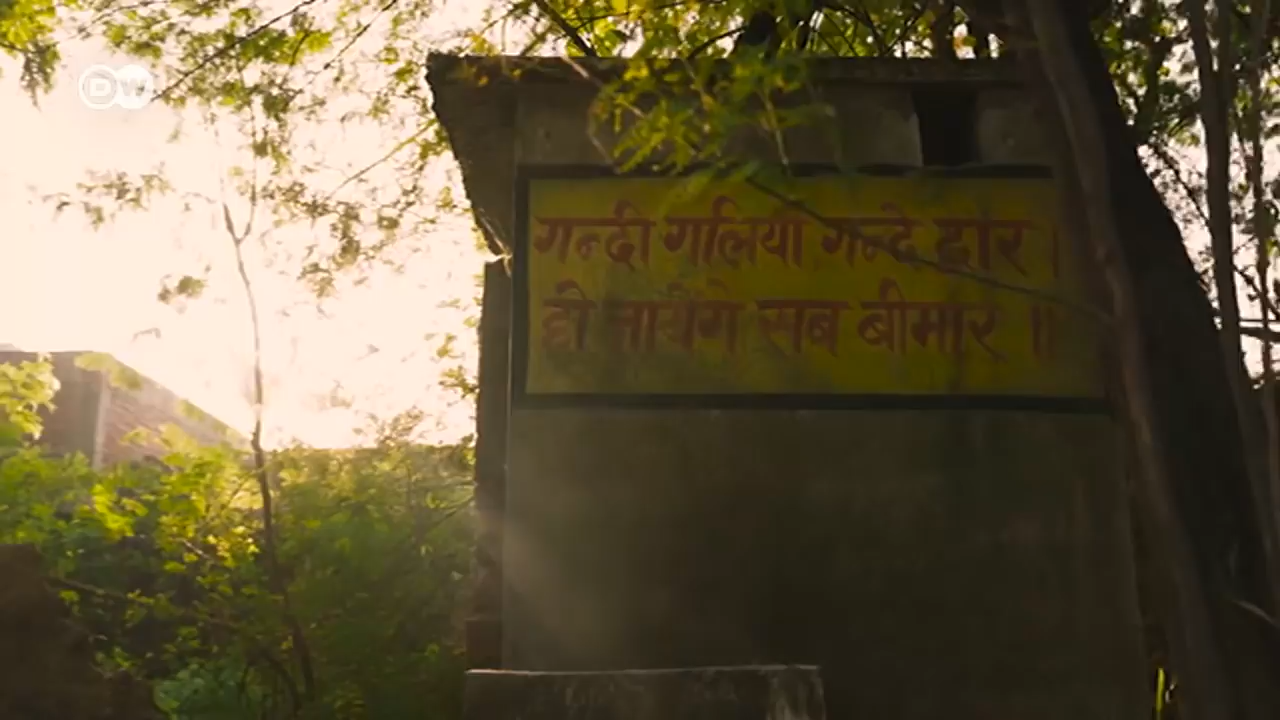 DW
गन्दी गलियाँ गन्दे द्वार।
हो जायेंगे सब बीमार॥